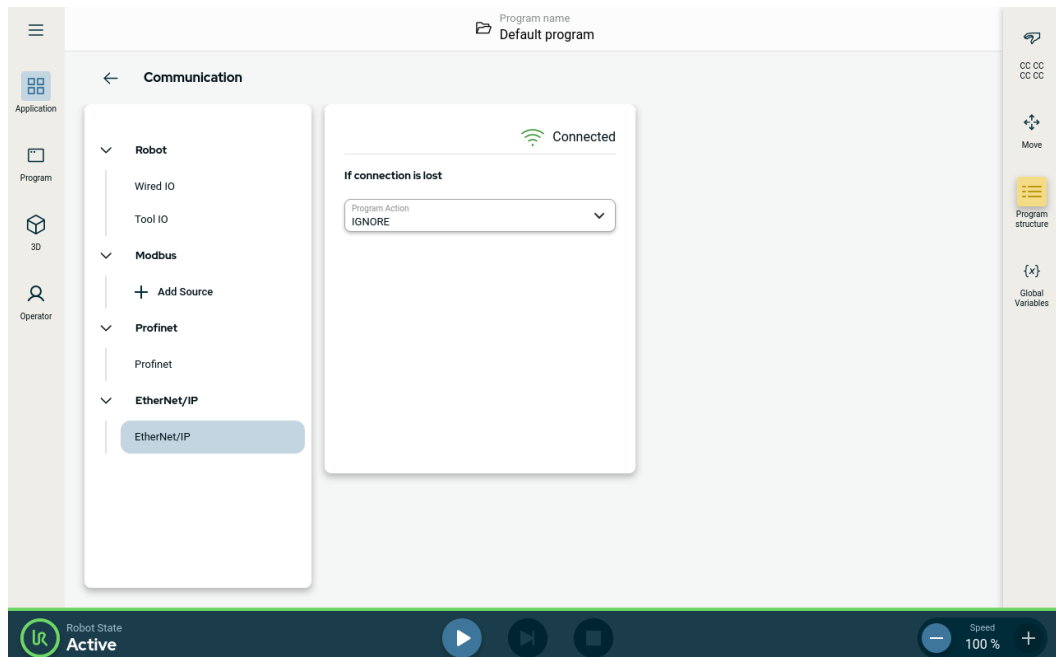 Program name
Default program
Application
Program
3D
Operator
Communication
Robot
Wired IO
Tool IO
Modbus
Add Source
Profinet
Profinet
EtherNet/IP
EtherNet/IP
Connected
If connection is lost
Program Action
IGNORE
CC CC
CC CC
Move
Program
structure
{x}
Global
Variables
UR
Robot State
Active
Speed
100 %